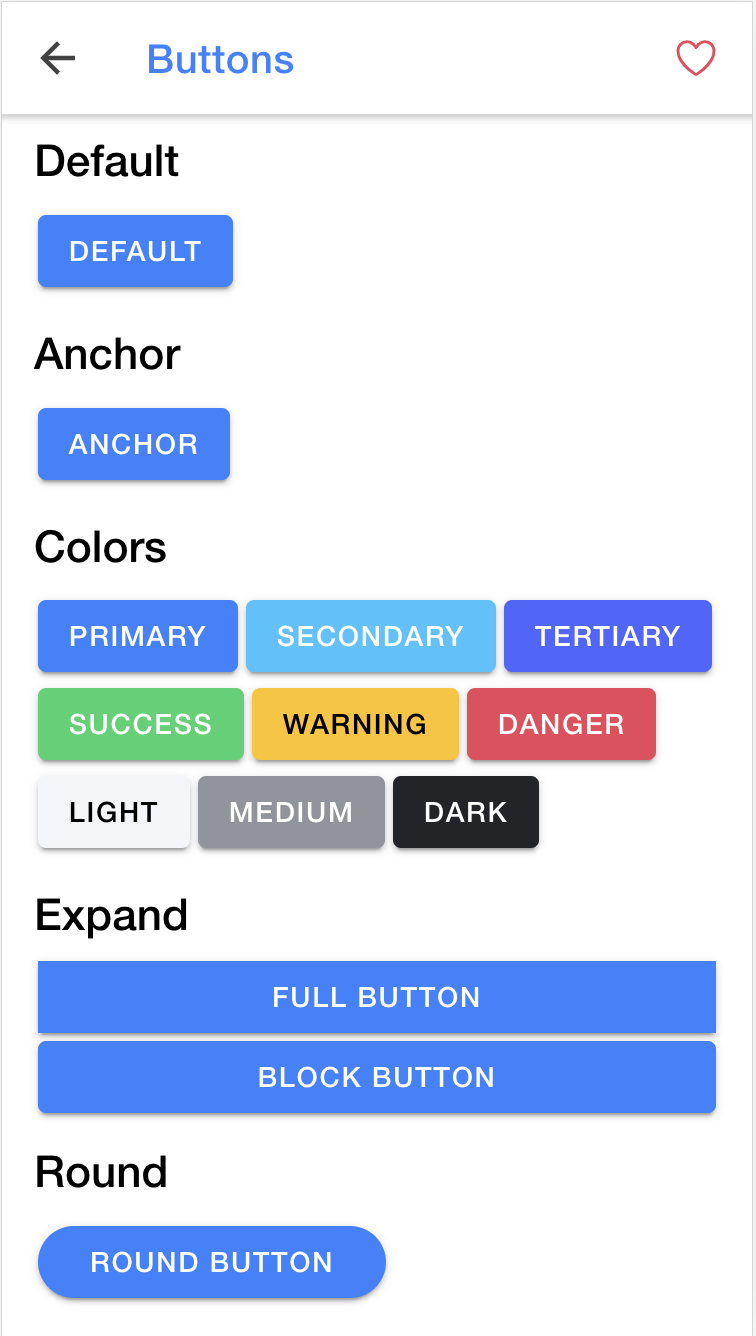 Buttons
Default
DEFAULT
Anchor
ANCHOR
Colors
PRIMARY SECONDARY TERTIARY
SUCCESS WARNING DANGER
LIGHT MEDIUM DARK
Expand
FULL BUTTON
BLOCK BUTTON
Round
ROUND BUTTON